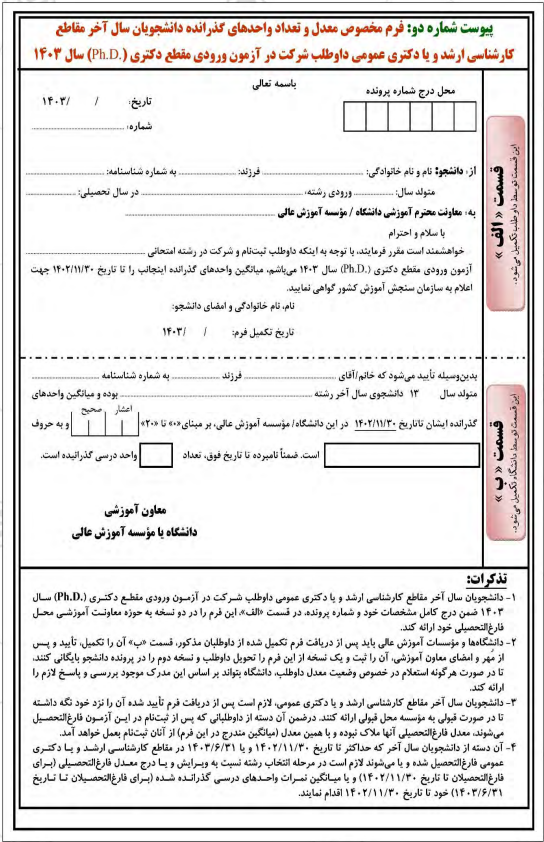 پیوست شماره دو: فرم مخصوص معدل و تعداد واحدهای گذرانده دانشجویان سال آخر مقاطع
کارشناسی ارشد و یا دکتری عمومی داوطلب شرکت در آزمون ورودی مقطع دکتری (Ph.D.) سال ۱۴۰۳
باسمه تعالی
محل درج شماره پرونده
تاریخ: / /۱۴۰۳
شماره: ..............................
این قسمت توسط داوطلب تکمیل می‌شود.
قسمت « الف »
از: دانشجو: نام و نام خانوادگی: .............................. فرزند: .............................. به شماره شناسنامه: ..............................
متولد سال: .............. ورودی رشته: .............................. در سال تحصیلی: ..............................
به: معاونت محترم آموزشی دانشگاه / مؤسسه آموزش عالی ..............................
با سلام و احترام
خواهشمند است مقرر فرمایند، با توجه به اینکه داوطلب ثبت‌نام و شرکت در رشته امتحانی ..............................
آزمون ورودی مقطع دکتری (Ph.D.) سال ۱۴۰۳ می‌باشم، میانگین واحدهای گذرانده اینجانب را تا تاریخ ۱۴۰۲/۱۱/۳۰ جهت
اعلام به سازمان سنجش آموزش کشور گواهی نمایید.
نام، نام خانوادگی و امضای دانشجو:
تاریخ تکمیل فرم: / /۱۴۰۳
این قسمت توسط دانشگاه تکمیل می‌شود.
قسمت « ب »
بدین‌وسیله تأیید می‌شود که خانم/آقای .............................. فرزند .............................. به شماره شناسنامه ..............................
متولد سال ۱۳ دانشجوی سال آخر رشته .............................. بوده و میانگین واحدهای
اعشار صحیح
گذرانده ایشان تاتاریخ ۱۴۰۲/۱۱/۳۰ در این دانشگاه/ مؤسسه آموزش عالی، بر مبنای «۰» تا «۲۰» و به حروف
است. ضمناً نامبرده تا تاریخ فوق، تعداد واحد درسی گذرانیده است.
معاون آموزشی
دانشگاه یا مؤسسه آموزش عالی
تذکرات:
۱- دانشجویان سال آخر مقاطع کارشناسی ارشد و یا دکتری عمومی داوطلب شرکت در آزمون ورودی مقطع دکتری (Ph.D.) سال
۱۴۰۳ ضمن درج کامل مشخصات خود و شماره پرونده، در قسمت «الف»، این فرم را در دو نسخه به حوزه معاونت آموزشی محل
فارغ‌التحصیلی خود ارائه کند.
۲- دانشگاه‌ها و مؤسسات آموزش عالی باید پس از دریافت فرم تکمیل شده از داوطلبان مذکور، قسمت «ب» آن را تکمیل، تأیید و پس
از مهر و امضای معاون آموزشی، آن را ثبت و یک نسخه از این فرم را تحویل داوطلب و نسخه دوم را در پرونده دانشجو بایگانی کنند،
تا در صورت هرگونه استعلام در خصوص وضعیت معدل داوطلب، دانشگاه بتواند بر اساس این مدرک موجود بررسی و پاسخ لازم را
ارائه کند.
۳- دانشجویان سال آخر مقاطع کارشناسی ارشد و یا دکتری عمومی، لازم است پس از دریافت فرم تأیید شده آن را نزد خود نگه داشته
تا در صورت قبولی به مؤسسه محل قبولی ارائه کنند. درضمن آن دسته از داوطلبانی که پس از ثبت‌نام در این آزمون فارغ‌التحصیل
می‌شوند، معدل فارغ‌التحصیلی آنها ملاک نبوده و با همین معدل (میانگین مندرج در این فرم) از آنان ثبت‌نام بعمل خواهد آمد.
۴- آن دسته از دانشجویان سال آخر که حداکثر تا تاریخ ۱۴۰۲/۱۱/۳۰ و یا ۱۴۰۳/۶/۳۱ در مقاطع کارشناسی ارشد و یا دکتری
عمومی فارغ‌التحصیل شده و یا می‌شوند لازم است در مرحله انتخاب رشته نسبت به ویرایش و یا درج معدل فارغ‌التحصیلی (برای
فارغ‌التحصیلان تا تاریخ ۱۴۰۲/۱۱/۳۰) و یا میانگین نمرات واحدهای درسی گذرانده شده (برای فارغ‌التحصیلان تا تاریخ
۱۴۰۳/۶/۳۱) خود تا تاریخ ۱۴۰۲/۱۱/۳۰ اقدام نمایند.